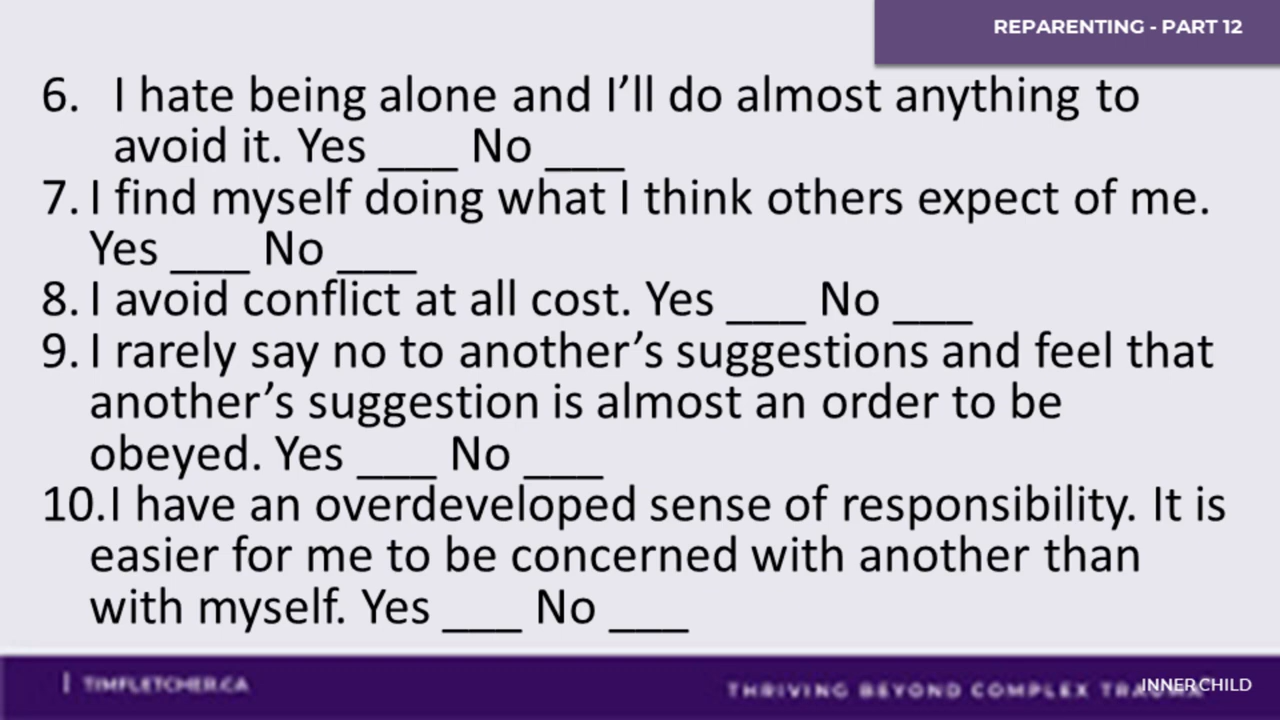 REPARENTING - PART 12
6. I hate being alone and I’ll do almost anything to
avoid it. Yes ___ No ___
7. I find myself doing what I think others expect of me.
Yes ___ No ___
8. I avoid conflict at all cost. Yes ___ No ___
9. I rarely say no to another’s suggestions and feel that
another’s suggestion is almost an order to be
obeyed. Yes ___ No ___
10.I have an overdeveloped sense of responsibility. It is
easier for me to be concerned with another than
with myself. Yes ___ No ___
| TIMFLETCHER.CA
THRIVING BEYOND COMPLEX TRAUMA
INNER CHILD